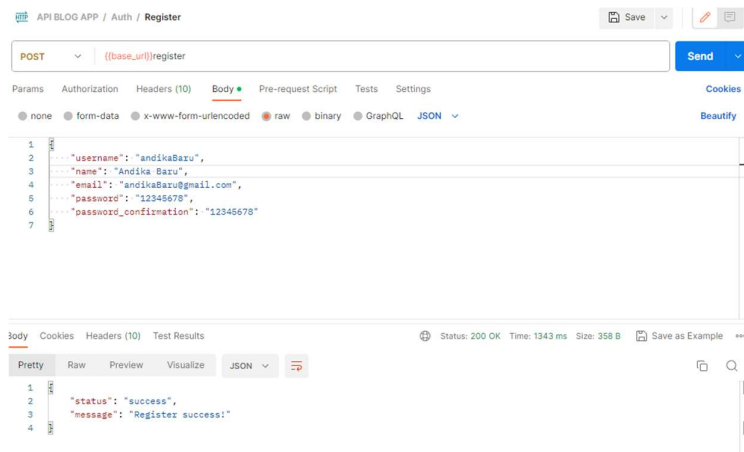 HTTP API BLOG APP / Auth / Register Save
POST {{base_url}}register Send
Params Authorization Headers (10) Body Pre-request Script Tests Settings Cookies
none form-data x-www-form-urlencoded raw binary GraphQL JSON Beautify
1 {
2 "username": "andikaBaru",
3 "name": "Andika Baru",
4 "email": "andikaBaru@gmail.com",
5 "password": "12345678",
6 "password_confirmation": "12345678"
7 }
Body Cookies Headers (10) Test Results Status: 200 OK Time: 1343 ms Size: 358 B Save as Example
Pretty Raw Preview Visualize JSON
1 {
2 "status": "success",
3 "message": "Register success!"
4 }